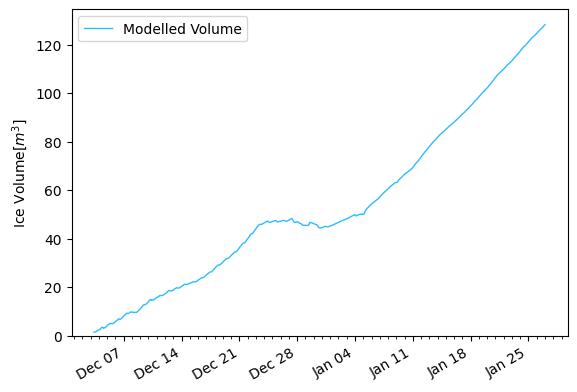 Modelled Volume
Ice Volume[m³]
120
100
80
60
40
20
0
Dec 07
Dec 14
Dec 21
Dec 28
Jan 04
Jan 11
Jan 18
Jan 25